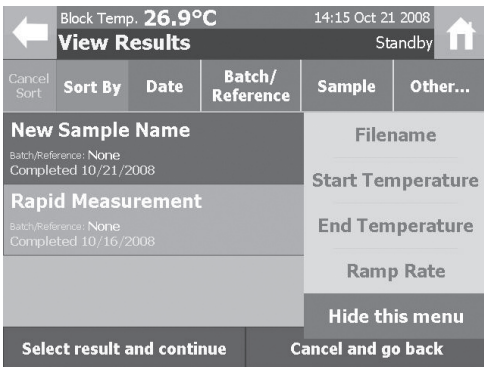 Block Temp. 26.9°C 14:15 Oct 21 2008
View Results Standby
Cancel Sort
Sort By
Date
Batch/
Reference
Sample
Other...
New Sample Name
Batch/Reference: None
Completed 10/21/2008
Rapid Measurement
Batch/Reference: None
Completed 10/16/2008
Filename
Start Temperature
End Temperature
Ramp Rate
Hide this menu
Select result and continue
Cancel and go back